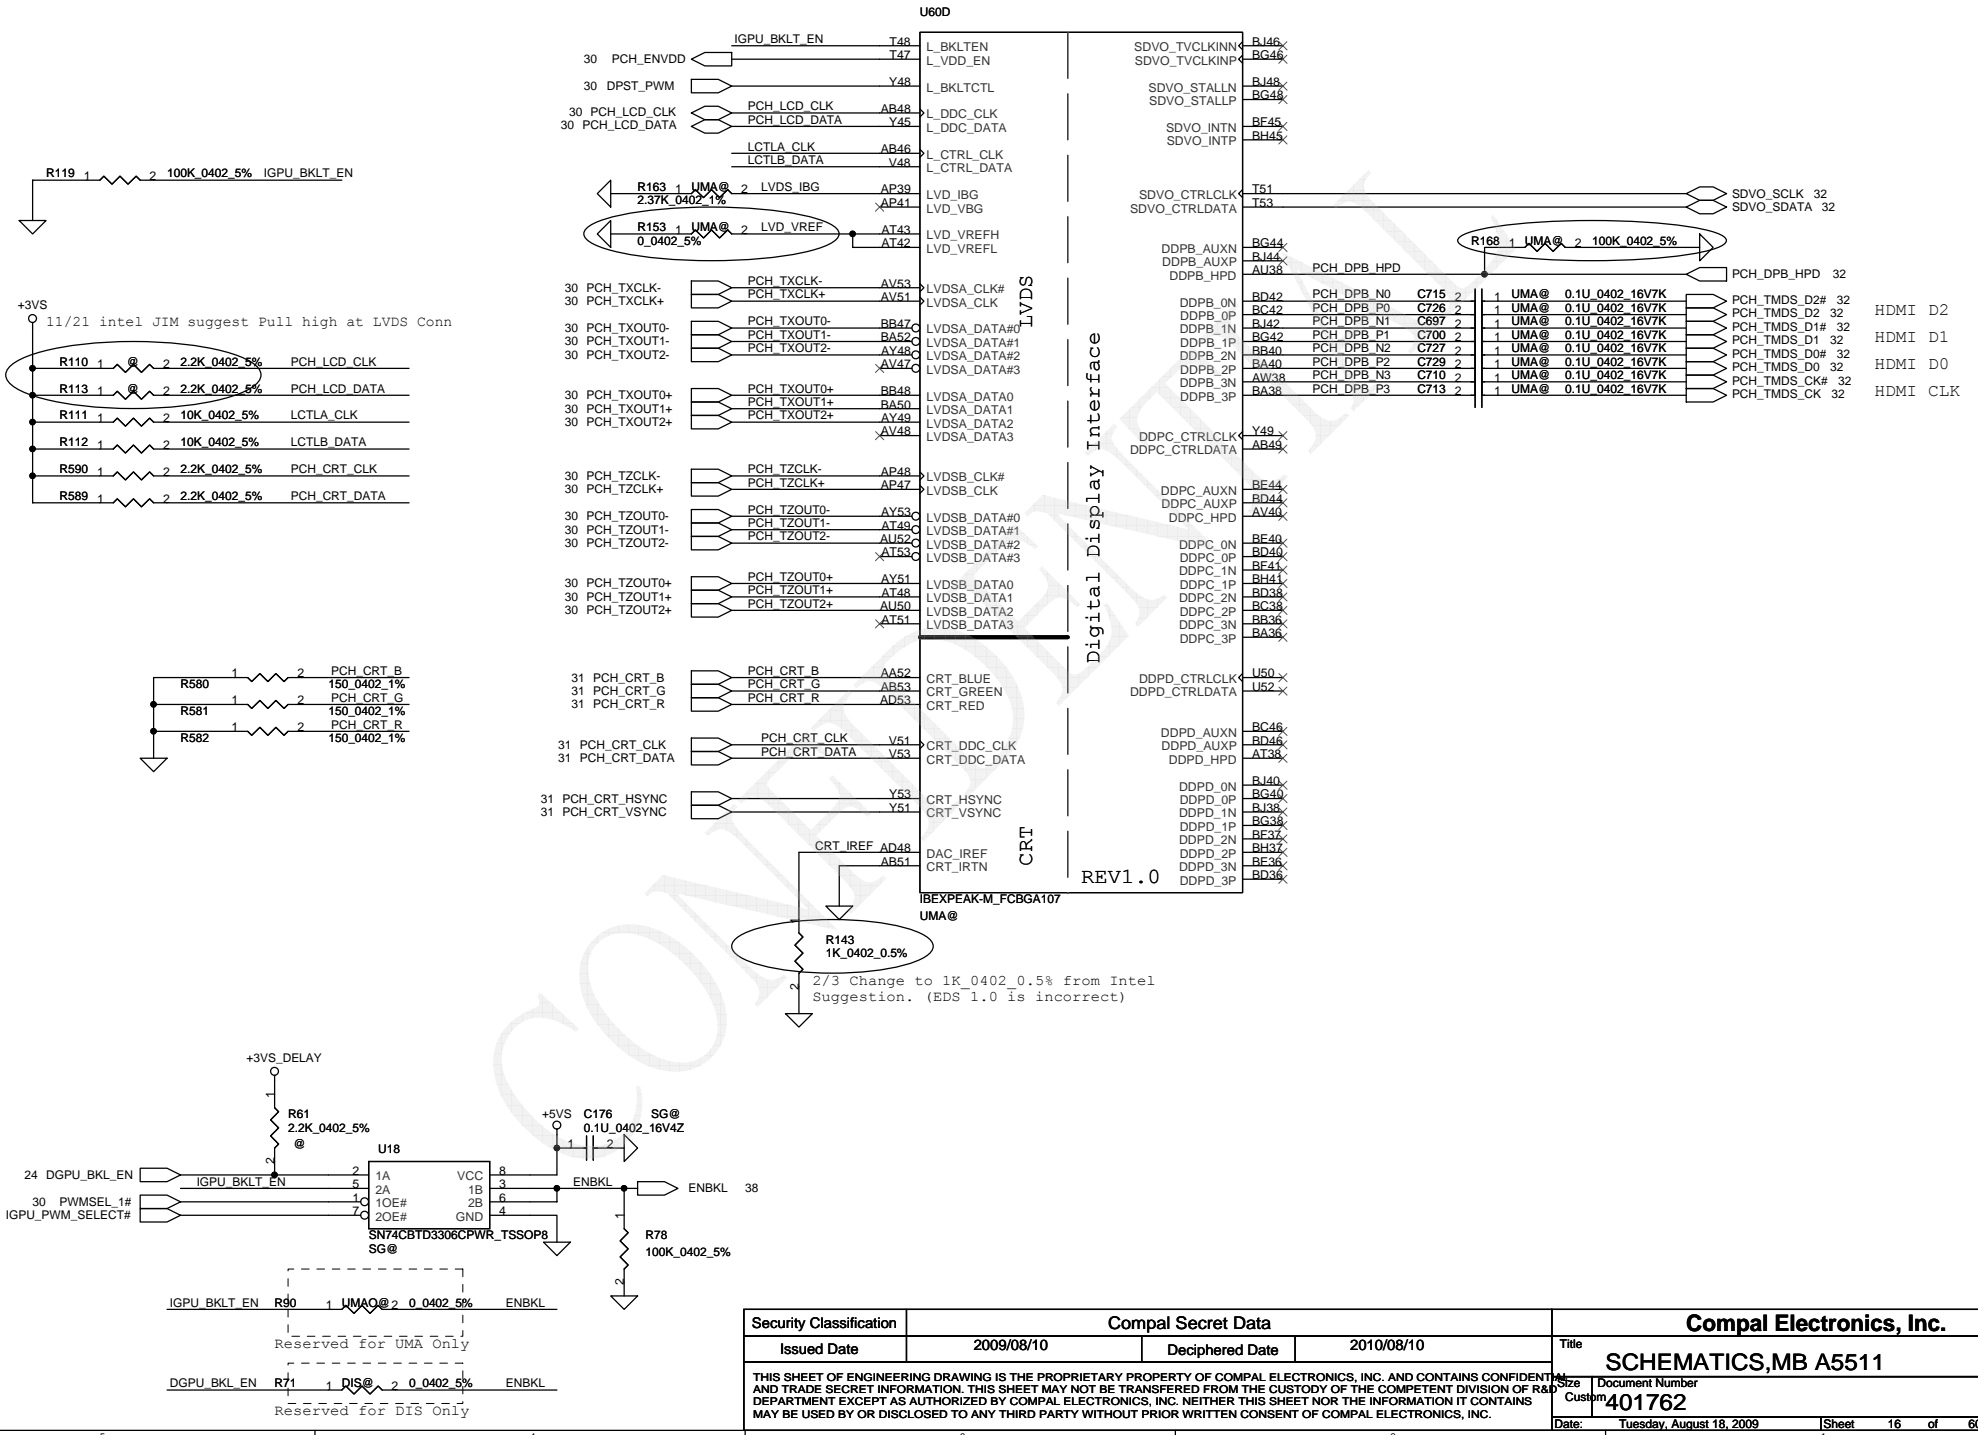 U60D
IGPU_BKLT_EN T48 L_BKLTEN
30 PCH_ENVDD T47 L_VDD_EN
30 DPST_PWM Y48 L_BKLTCTL
30 PCH_LCD_CLK PCH_LCD_CLK AB48 L_DDC_CLK
30 PCH_LCD_DATA PCH_LCD_DATA Y45 L_DDC_DATA
LCTLA_CLK AB46 L_CTRL_CLK
LCTLB_DATA V48 L_CTRL_DATA
R163 1 UMA@ 2 LVDS_IBG AP39 LVD_IBG
2.37K_0402_1% AP41 LVD_VBG
R153 1 UMA@ 2 LVD_VREF AT43 LVD_VREFH
0_0402_5% AT42 LVD_VREFL
30 PCH_TXCLK- PCH_TXCLK- AV53 LVDSA_CLK#
30 PCH_TXCLK+ PCH_TXCLK+ AV51 LVDSA_CLK
30 PCH_TXOUT0- PCH_TXOUT0- BB47 LVDSA_DATA#0
30 PCH_TXOUT1- PCH_TXOUT1- BA52 LVDSA_DATA#1
30 PCH_TXOUT2- PCH_TXOUT2- AY48 LVDSA_DATA#2
AV47 LVDSA_DATA#3
30 PCH_TXOUT0+ PCH_TXOUT0+ BB48 LVDSA_DATA0
30 PCH_TXOUT1+ PCH_TXOUT1+ BA50 LVDSA_DATA1
30 PCH_TXOUT2+ PCH_TXOUT2+ AY49 LVDSA_DATA2
AV48 LVDSA_DATA3
30 PCH_TZCLK- PCH_TZCLK- AP48 LVDSB_CLK#
30 PCH_TZCLK+ PCH_TZCLK+ AP47 LVDSB_CLK
30 PCH_TZOUT0- PCH_TZOUT0- AY53 LVDSB_DATA#0
30 PCH_TZOUT1- PCH_TZOUT1- AT49 LVDSB_DATA#1
30 PCH_TZOUT2- PCH_TZOUT2- AU52 LVDSB_DATA#2
AT53 LVDSB_DATA#3
30 PCH_TZOUT0+ PCH_TZOUT0+ AY51 LVDSB_DATA0
30 PCH_TZOUT1+ PCH_TZOUT1+ AT48 LVDSB_DATA1
30 PCH_TZOUT2+ PCH_TZOUT2+ AU50 LVDSB_DATA2
AT51 LVDSB_DATA3
31 PCH_CRT_B PCH_CRT_B AA52 CRT_BLUE
31 PCH_CRT_G PCH_CRT_G AB53 CRT_GREEN
31 PCH_CRT_R PCH_CRT_R AD53 CRT_RED
31 PCH_CRT_CLK PCH_CRT_CLK V51 CRT_DDC_CLK
31 PCH_CRT_DATA PCH_CRT_DATA V53 CRT_DDC_DATA
31 PCH_CRT_HSYNC Y53 CRT_HSYNC
31 PCH_CRT_VSYNC Y51 CRT_VSYNC
CRT_IREF AD48 DAC_IREF
AB51 CRT_IRTN
LVDS
CRT
Digital Display Interface
REV1.0
IBEXPEAK-M_FCBGA107
UMA@
SDVO_TVCLKINN BJ46
SDVO_TVCLKINP BG46
SDVO_STALLN BJ48
SDVO_STALLP BG48
SDVO_INTN BF45
SDVO_INTP BH45
SDVO_CTRLCLK T51 SDVO_SCLK 32
SDVO_CTRLDATA T53 SDVO_SDATA 32
R168 1 UMA@ 2 100K_0402_5%
DDPB_AUXN BG44
DDPB_AUXP BJ44
DDPB_HPD AU38 PCH_DPB_HPD PCH_DPB_HPD 32
DDPB_0N BD42 PCH_DPB_N0 C715 2 1 UMA@ 0.1U_0402_16V7K PCH_TMDS_D2# 32
DDPB_0P BC42 PCH_DPB_P0 C726 2 1 UMA@ 0.1U_0402_16V7K PCH_TMDS_D2 32 HDMI D2
DDPB_1N BJ42 PCH_DPB_N1 C697 2 1 UMA@ 0.1U_0402_16V7K PCH_TMDS_D1# 32
DDPB_1P BG42 PCH_DPB_P1 C700 2 1 UMA@ 0.1U_0402_16V7K PCH_TMDS_D1 32 HDMI D1
DDPB_2N BB40 PCH_DPB_N2 C727 2 1 UMA@ 0.1U_0402_16V7K PCH_TMDS_D0# 32
DDPB_2P BA40 PCH_DPB_P2 C729 2 1 UMA@ 0.1U_0402_16V7K PCH_TMDS_D0 32 HDMI D0
DDPB_3N AW38 PCH_DPB_N3 C710 2 1 UMA@ 0.1U_0402_16V7K PCH_TMDS_CK# 32
DDPB_3P BA38 PCH_DPB_P3 C713 2 1 UMA@ 0.1U_0402_16V7K PCH_TMDS_CK 32 HDMI CLK
DDPC_CTRLCLK Y49
DDPC_CTRLDATA AB49
DDPC_AUXN BE44
DDPC_AUXP BD44
DDPC_HPD AV40
DDPC_0N BE40
DDPC_0P BD40
DDPC_1N BF41
DDPC_1P BH41
DDPC_2N BD38
DDPC_2P BC38
DDPC_3N BB36
DDPC_3P BA36
DDPD_CTRLCLK U50
DDPD_CTRLDATA U52
DDPD_AUXN BC46
DDPD_AUXP BD46
DDPD_HPD AT38
DDPD_0N BJ40
DDPD_0P BG40
DDPD_1N BJ38
DDPD_1P BG38
DDPD_2N BF37
DDPD_2P BH37
DDPD_3N BE36
DDPD_3P BD36
R119 1 2 100K_0402_5% IGPU_BKLT_EN
+3VS
11/21 intel JIM suggest Pull high at LVDS Conn
R110 1 @ 2 2.2K_0402_5% PCH_LCD_CLK
R113 1 @ 2 2.2K_0402_5% PCH_LCD_DATA
R111 1 2 10K_0402_5% LCTLA_CLK
R112 1 2 10K_0402_5% LCTLB_DATA
R590 1 2 2.2K_0402_5% PCH_CRT_CLK
R589 1 2 2.2K_0402_5% PCH_CRT_DATA
R580 1 2 PCH_CRT_B
150_0402_1%
R581 1 2 PCH_CRT_G
150_0402_1%
R582 1 2 PCH_CRT_R
150_0402_1%
1 R143
1K_0402_0.5%
2
2/3 Change to 1K_0402_0.5% from Intel
Suggestion. (EDS 1.0 is incorrect)
CONFIDENTIAL
+3VS_DELAY
1 R61
2.2K_0402_5%
@
2
U18
+5VS C176 SG@
0.1U_0402_16V4Z
1 2
24 DGPU_BKL_EN 2 1A VCC 8
IGPU_BKLT_EN 5 2A 1B 3 ENBKL ENBKL 38
30 PWMSEL_1# 1 1OE# 2B 6
IGPU_PWM_SELECT# 7 2OE# GND 4
SN74CBTD3306CPWR_TSSOP8
SG@
1 R78
100K_0402_5%
2
IGPU_BKLT_EN R90 1 UMAO@ 2 0_0402_5% ENBKL
Reserved for UMA Only
DGPU_BKL_EN R71 1 DIS@ 2 0_0402_5% ENBKL
Reserved for DIS Only
Security Classification Compal Secret Data
Issued Date 2009/08/10 Deciphered Date 2010/08/10
THIS SHEET OF ENGINEERING DRAWING IS THE PROPRIETARY PROPERTY OF COMPAL ELECTRONICS, INC. AND CONTAINS CONFIDENTIAL
AND TRADE SECRET INFORMATION. THIS SHEET MAY NOT BE TRANSFERED FROM THE CUSTODY OF THE COMPETENT DIVISION OF R&D
DEPARTMENT EXCEPT AS AUTHORIZED BY COMPAL ELECTRONICS, INC. NEITHER THIS SHEET NOR THE INFORMATION IT CONTAINS
MAY BE USED BY OR DISCLOSED TO ANY THIRD PARTY WITHOUT PRIOR WRITTEN CONSENT OF COMPAL ELECTRONICS, INC.
Compal Electronics, Inc.
Title
SCHEMATICS,MB A5511
Size Document Number
Custom 401762
Date: Tuesday, August 18, 2009 Sheet 16 of 60